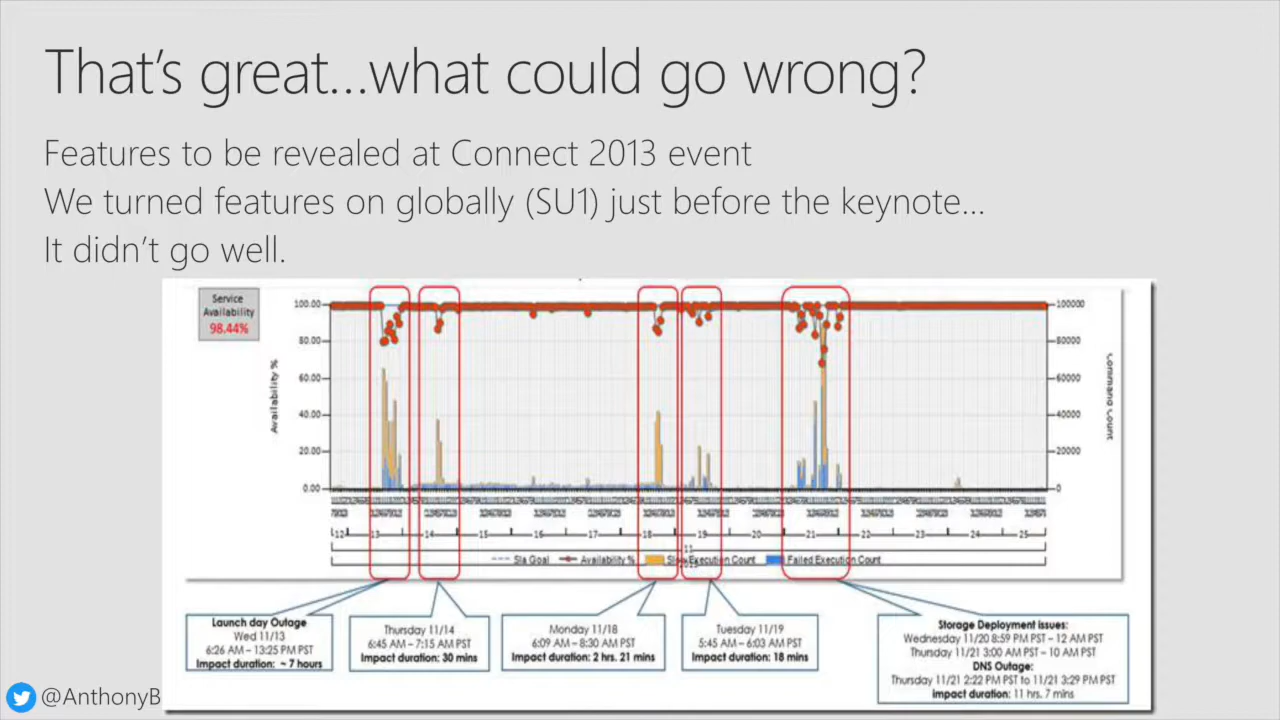 That's great...what could go wrong?
Features to be revealed at Connect 2013 event
We turned features on globally (SU1) just before the keynote...
It didn't go well.
Service
Availability
98.44%
100.00
80.00
60.00
40.00
20.00
0.00
Availability %
100000
80000
60000
40000
20000
0
Command Count
12 13 14 15 16 17 18 19 20 21 22 23 24 25
11
Sla Goal Availability % Execution Count Failed Execution Count
Launch day Outage
Wed 11/13
6:26 AM – 13:25 PM PST
Impact duration: ~ 7 hours
Thursday 11/14
6:45 AM – 7:15 AM PST
Impact duration: 30 mins
Monday 11/18
6:09 AM – 8:30 AM PST
Impact duration: 2 hrs. 21 mins
Tuesday 11/19
5:45 AM – 6:03 AM PST
Impact duration: 18 mins
Storage Deployment issues:
Wednesday 11/20 8:59 PM PST – 12 AM PST
Thursday 11/21 3:00 AM PST – 10 AM PST
DNS Outage:
Thursday 11/21 2:22 PM PST to 11/21 3:29 PM PST
impact duration: 11 hrs. 7 mins
@AnthonyB